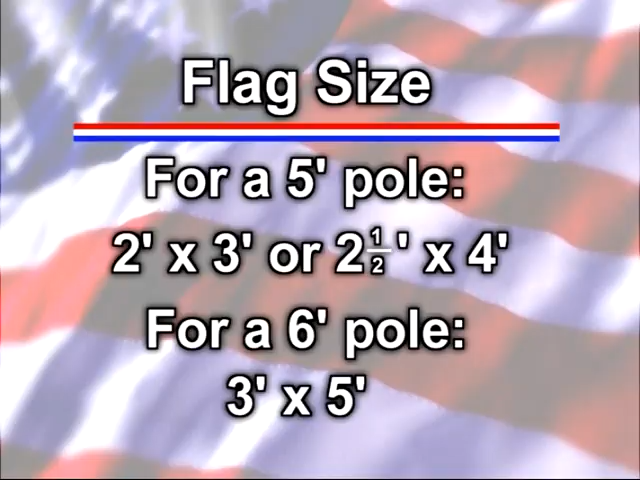 Flag Size
For a 5' pole:
2' x 3' or 2½' x 4'
For a 6' pole:
3' x 5'